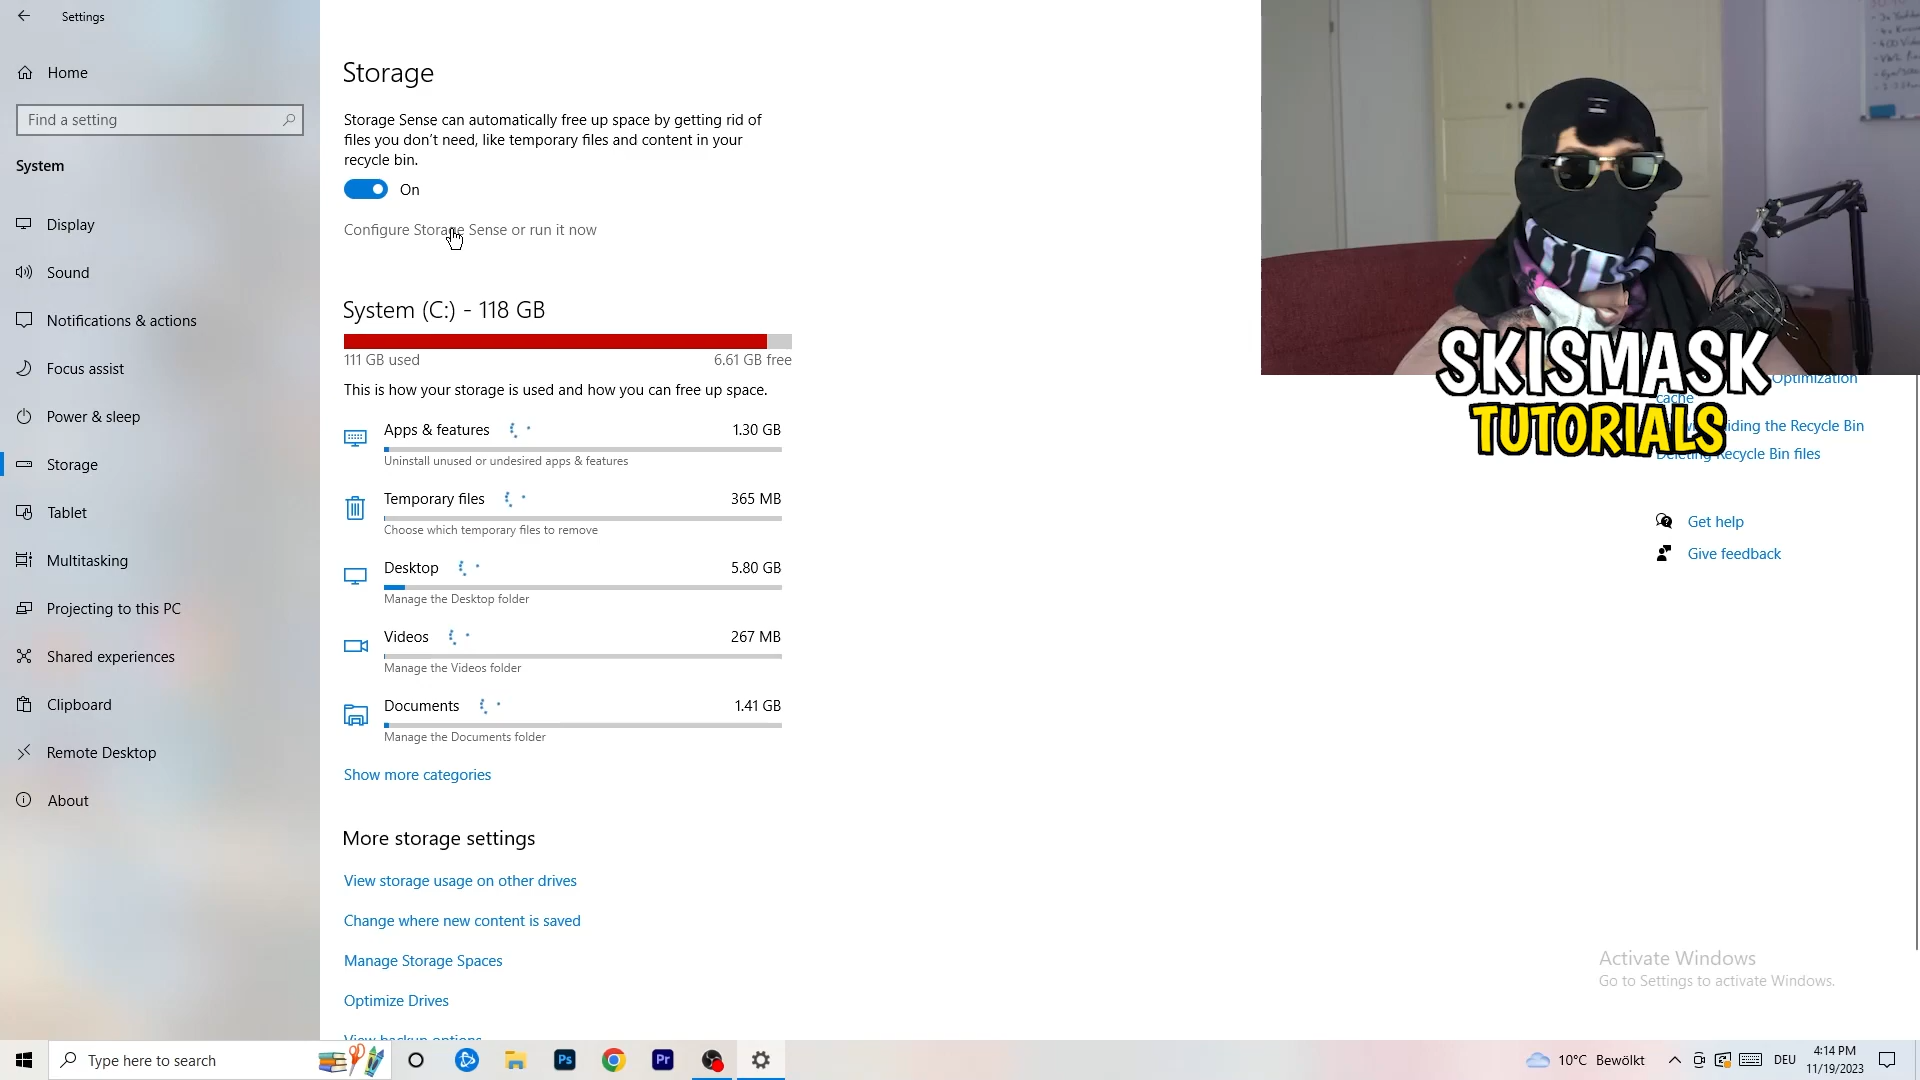 Settings
Home
Find a setting
System
Display
Sound
Notifications & actions
Focus assist
Power & sleep
Storage
Tablet
Multitasking
Projecting to this PC
Shared experiences
Clipboard
Remote Desktop
About
Storage
Storage Sense can automatically free up space by getting rid of
files you don't need, like temporary files and content in your
recycle bin.
On
Configure Storage Sense or run it now
System (C:) - 118 GB
111 GB used
6.61 GB free
This is how your storage is used and how you can free up space.
Apps & features
1.30 GB
Uninstall unused or undesired apps & features
Temporary files
365 MB
Choose which temporary files to remove
Desktop
5.80 GB
Manage the Desktop folder
Videos
267 MB
Manage the Videos folder
Documents
1.41 GB
Manage the Documents folder
Show more categories
More storage settings
View storage usage on other drives
Change where new content is saved
Manage Storage Spaces
Optimize Drives
View backup options
SKISMASK
TUTORIALS
Optimization
cache
the Recycle Bin
Deleting Recycle Bin files
Get help
Give feedback
Activate Windows
Go to Settings to activate Windows.
Type here to search
Ps
Pr
10°C Bewölkt
DEU
4:14 PM
11/19/2023